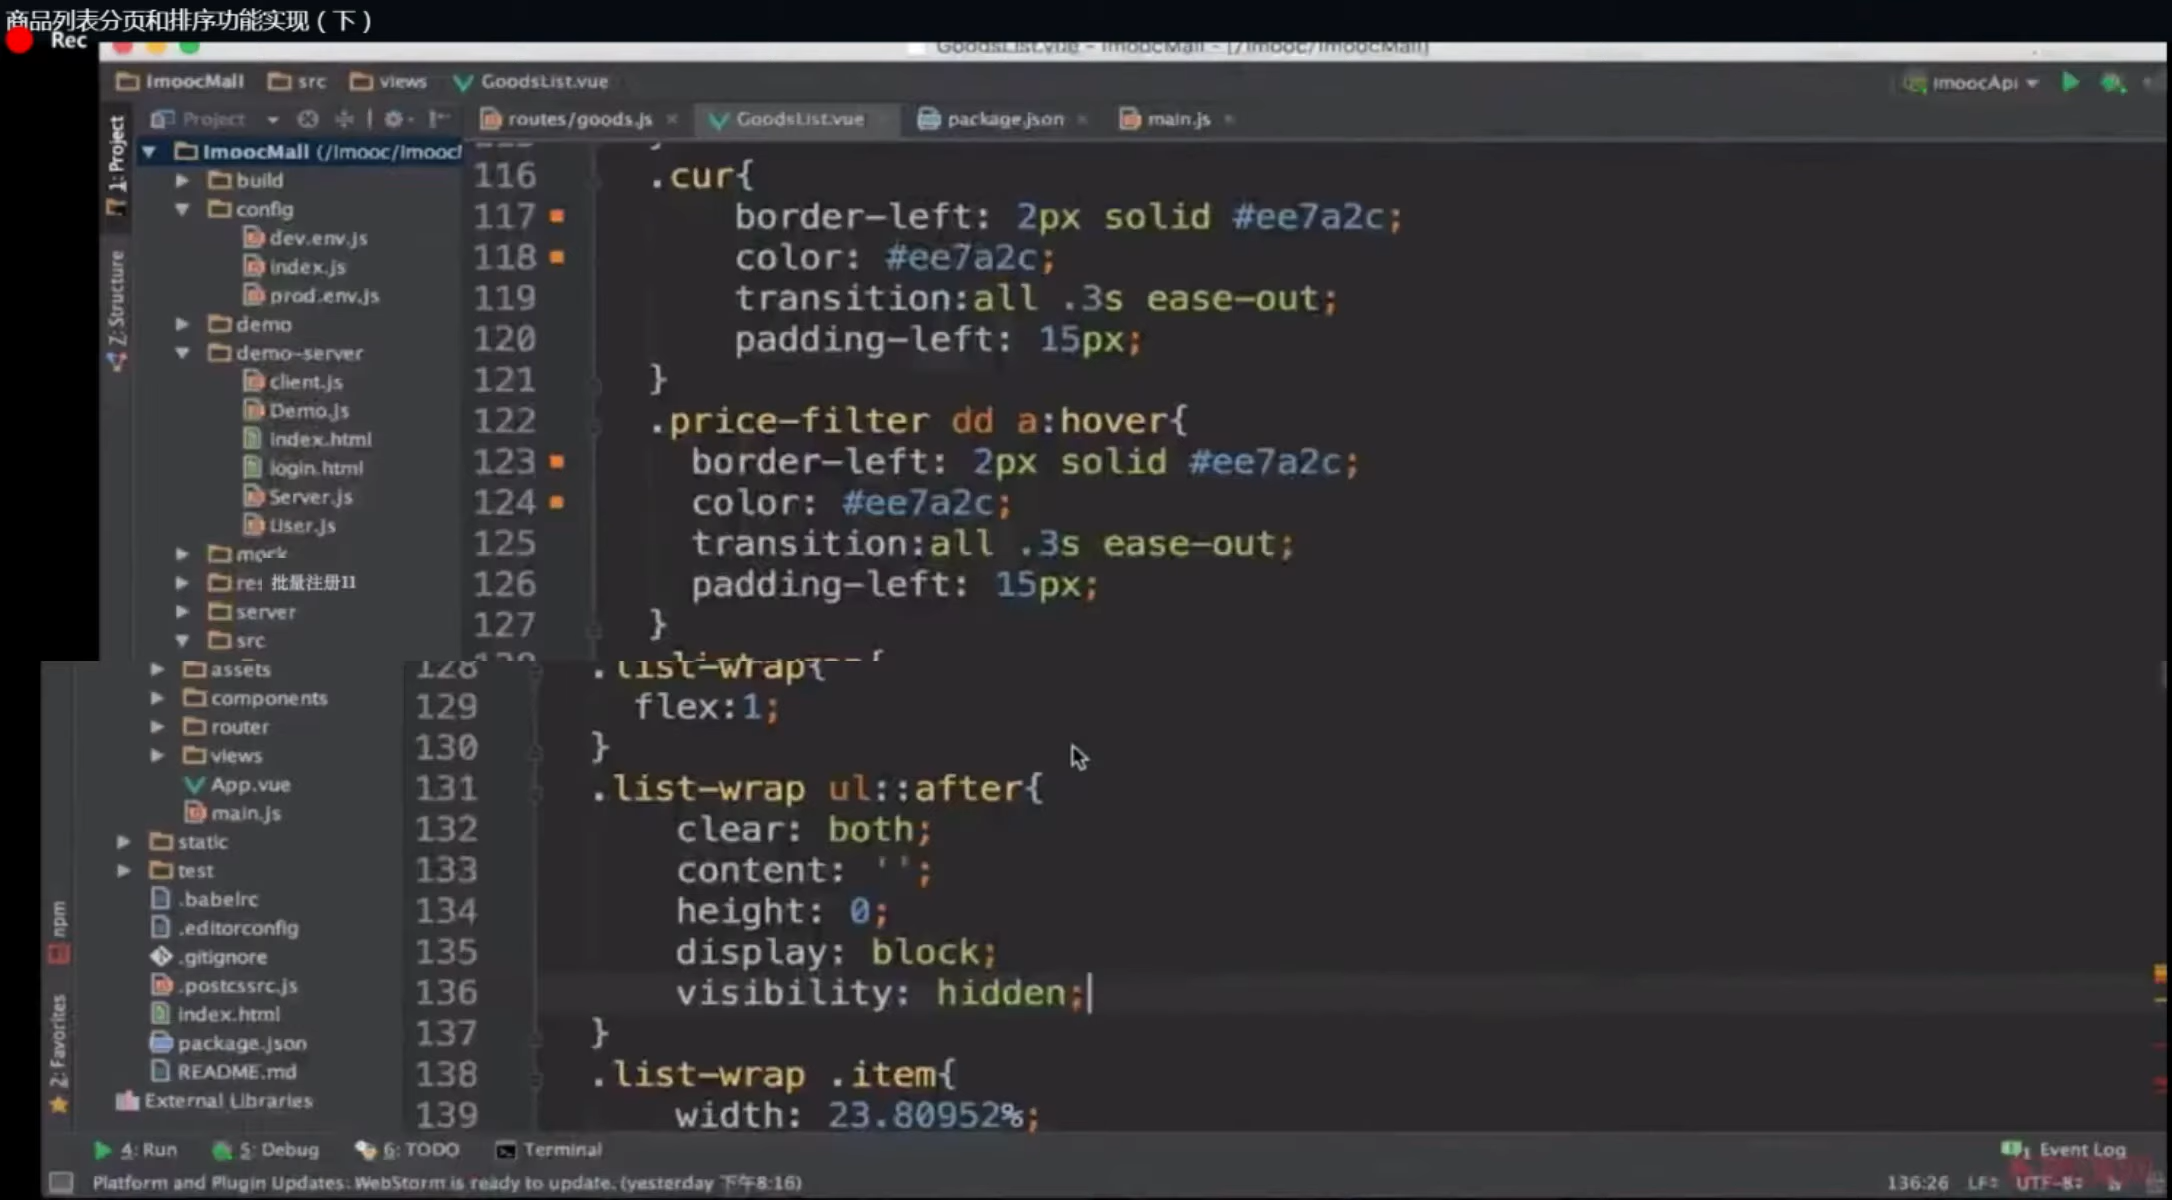 商品列表分页和排序功能实现（下）
Rec
GoodsList.vue - ImoocMall - [/imooc/ImoocMall]
ImoocMall src views GoodsList.vue
imoocApi
1: Project
Project
routes/goods.js
GoodsList.vue
package.json
main.js
Z: Structure
ImoocMall (/imooc/imoocM
build
config
dev.env.js
index.js
prod.env.js
demo
demo-server
client.js
Demo.js
index.html
login.html
Server.js
User.js
mock
批量注册11
server
src
assets
components
router
views
App.vue
main.js
static
test
.babelrc
.editorconfig
.gitignore
.postcssrc.js
index.html
package.json
README.md
External Libraries
npm
2: Favorites
116 .cur{
117 border-left: 2px solid #ee7a2c;
118 color: #ee7a2c;
119 transition:all .3s ease-out;
120 padding-left: 15px;
121 }
122 .price-filter dd a:hover{
123 border-left: 2px solid #ee7a2c;
124 color: #ee7a2c;
125 transition:all .3s ease-out;
126 padding-left: 15px;
127 }
128 .list-wrap{
129 flex:1;
130 }
131 .list-wrap ul::after{
132 clear: both;
133 content: '';
134 height: 0;
135 display: block;
136 visibility: hidden;
137 }
138 .list-wrap .item{
139 width: 23.80952%;
4: Run 5: Debug 6: TODO Terminal
1 Event Log
Platform and Plugin Updates: WebStorm is ready to update. (yesterday 下午8:16)
136:26 LF÷ UTF-8÷